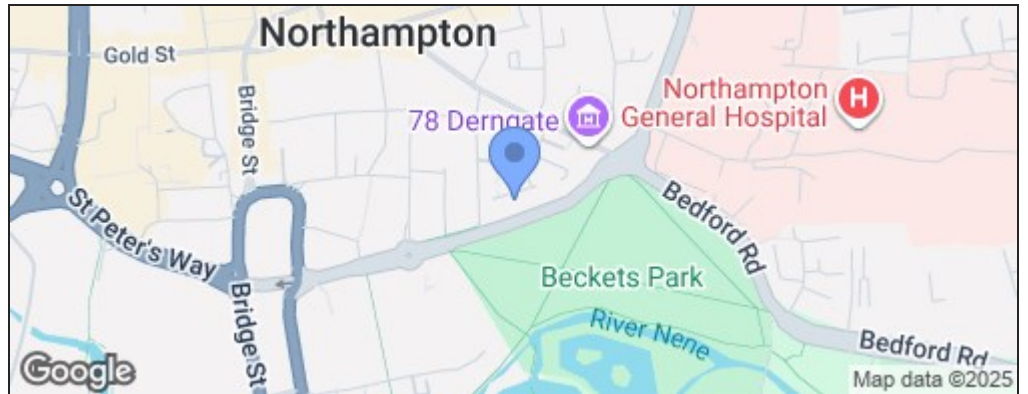 Northampton
Gold St
Bridge St
78 Derngate
Northampton
General Hospital
H
St Peter's Way
Bridge St
Bedford Rd
Beckets Park
River Nene
Bedford Rd
Google
Map data ©2025